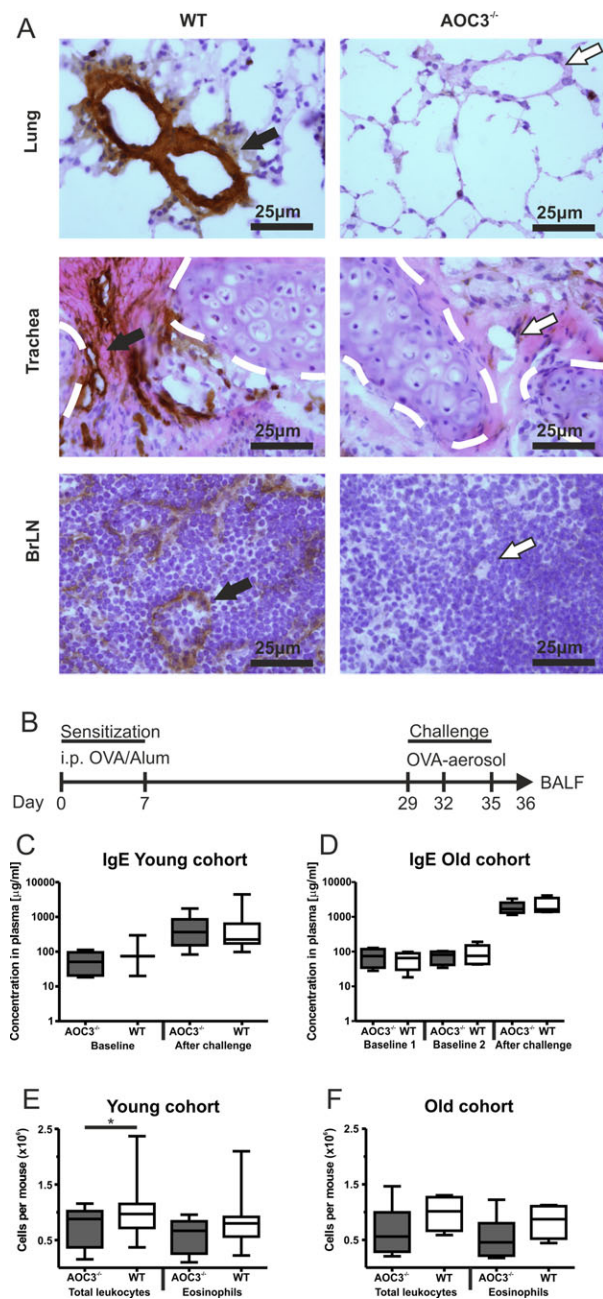 A
WT
AOC3-/-
Lung
25µm
25µm
Trachea
25µm
25µm
BrLN
25µm
25µm
B
Sensitization
Challenge
i.p. OVA/Alum
OVA-aerosol
BALF
Day 0 7 29 32 35 36
C
IgE Young cohort
Concentration in plasma [µg/ml]
10000
1000
100
10
1
AOC3-/- WT AOC3-/- WT
Baseline After challenge
D
IgE Old cohort
Concentration in plasma [µg/ml]
10000
1000
100
10
1
AOC3-/- WT AOC3-/- WT AOC3-/- WT
Baseline 1 Baseline 2 After challenge
E
Young cohort
Cells per mouse (x10⁶)
2.5
1.5
0.5
*
AOC3-/- WT AOC3-/- WT
Total leukocytes Eosinophils
F
Old cohort
Cells per mouse (x10⁶)
2.5
1.5
0.5
AOC3-/- WT AOC3-/- WT
Total leukocytes Eosinophils